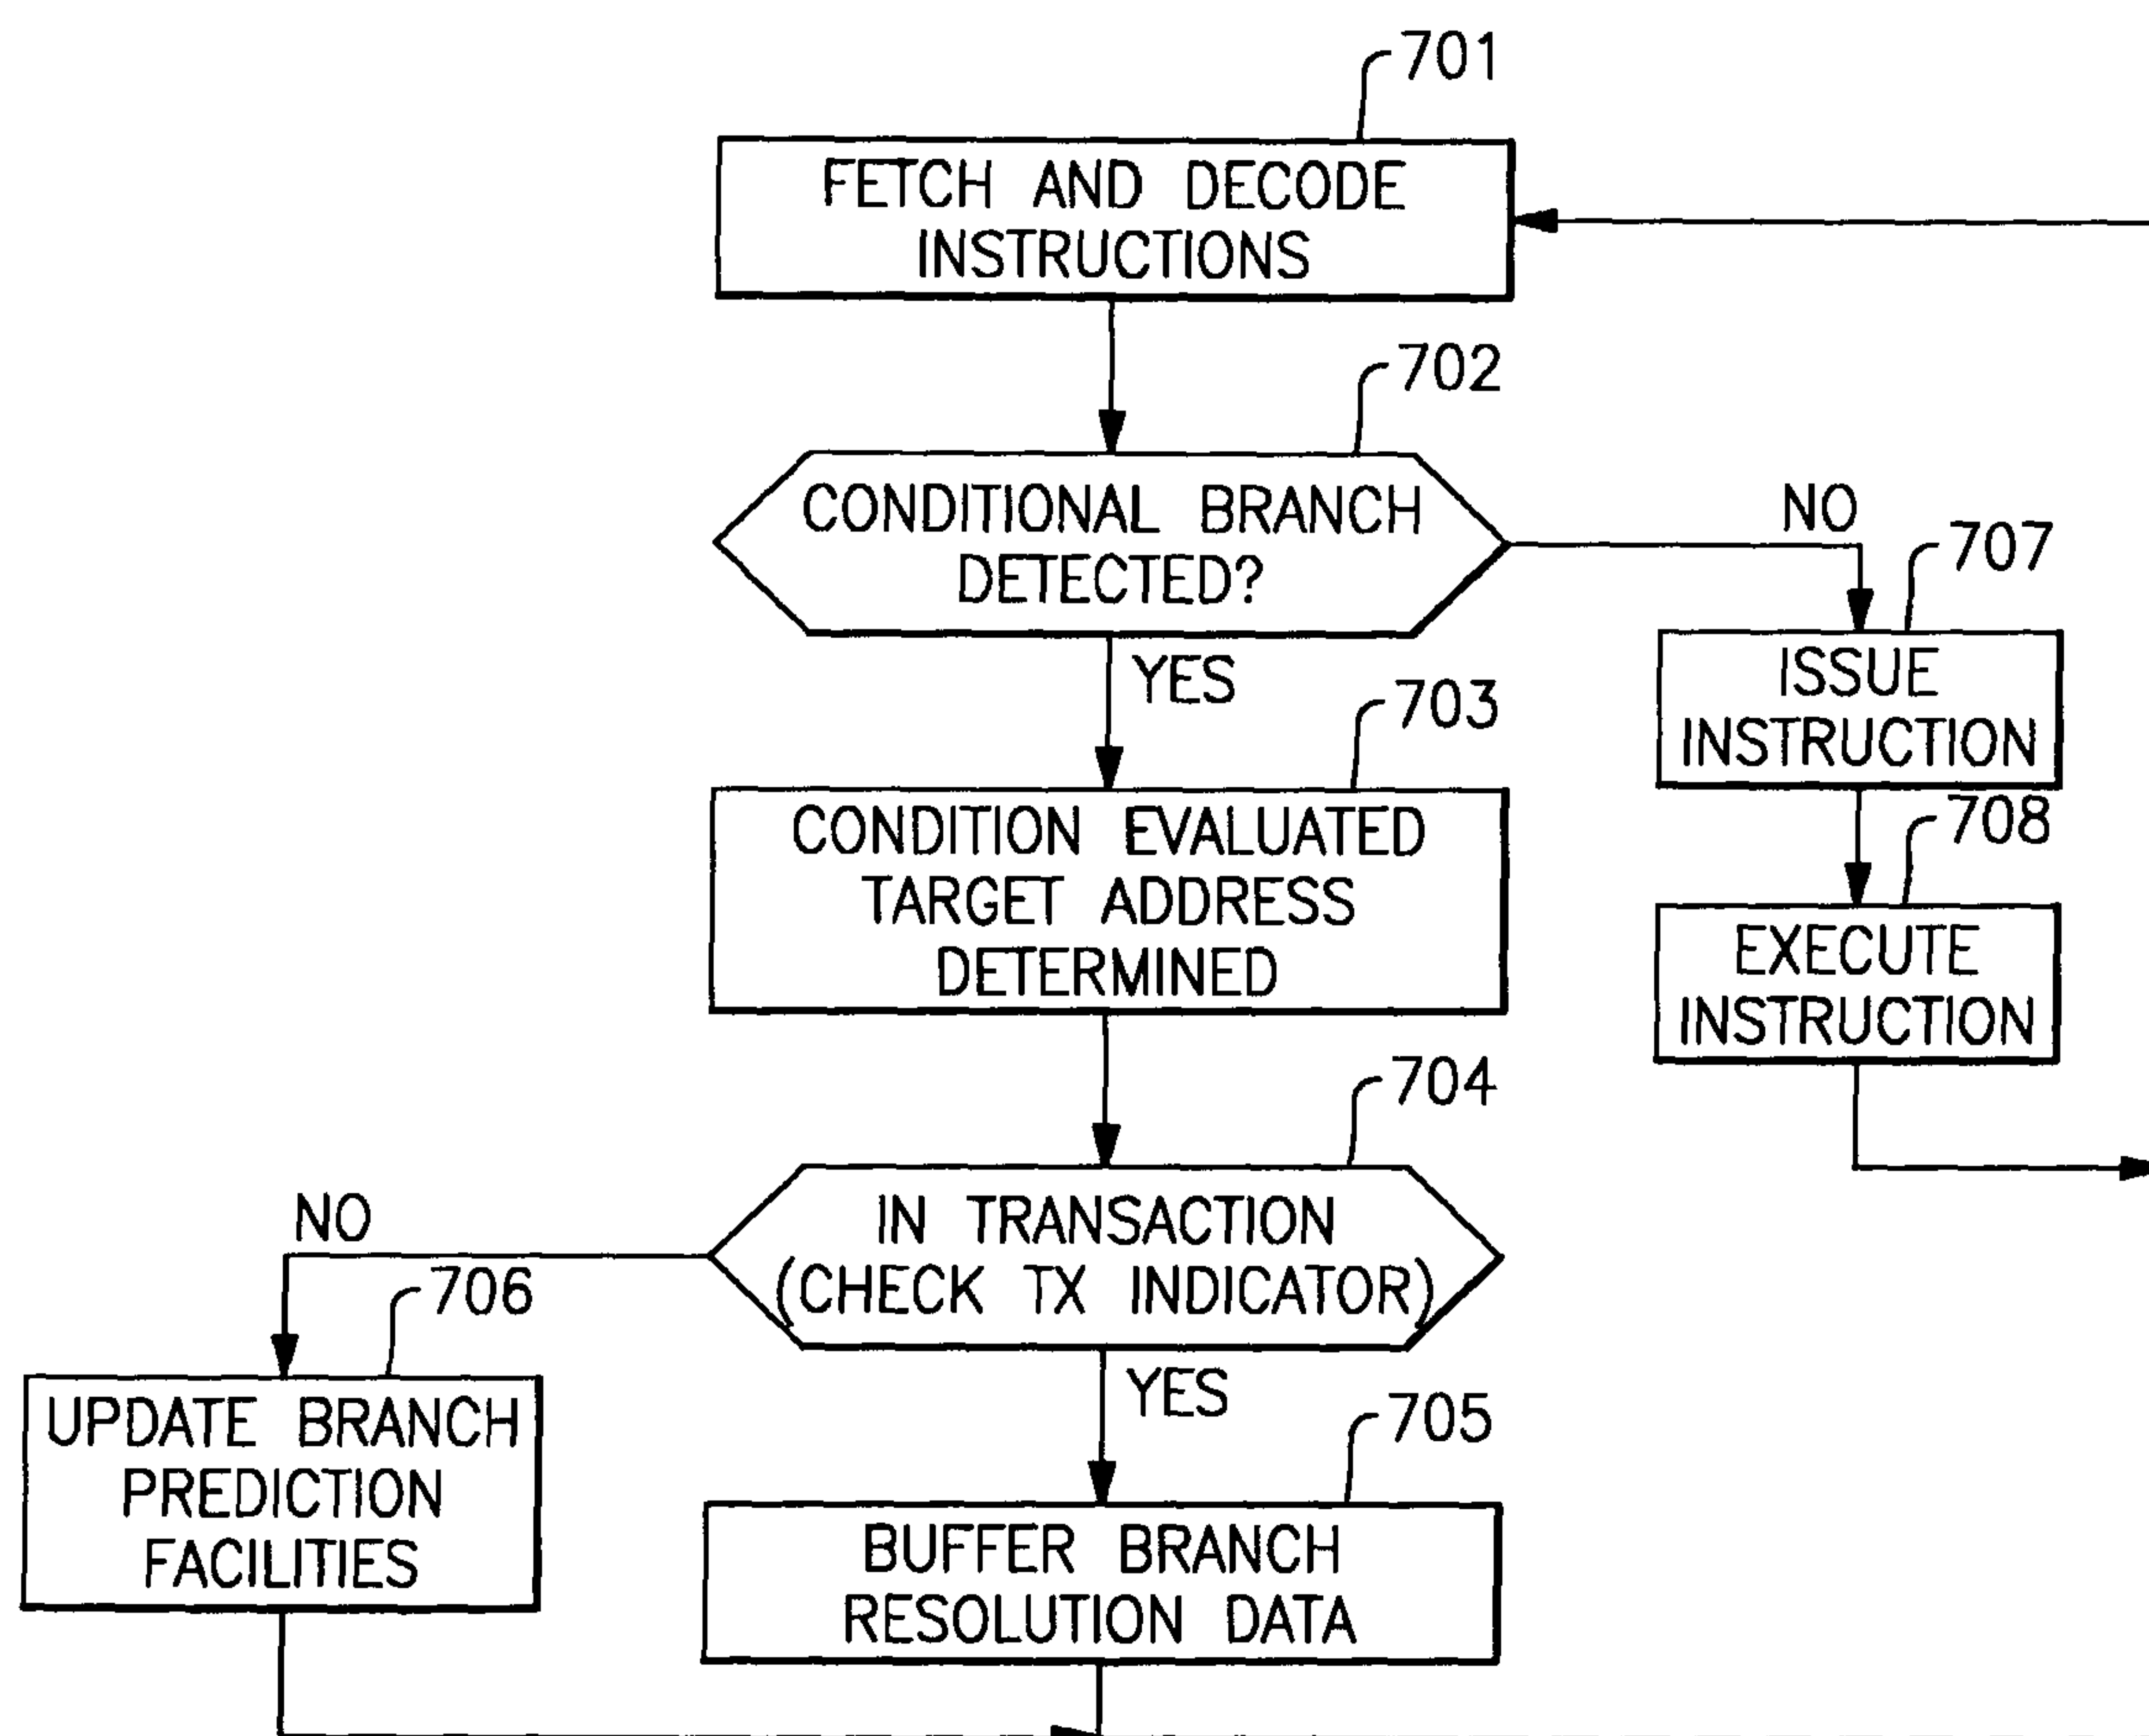 701
FETCH AND DECODE
INSTRUCTIONS
702
CONDITIONAL BRANCH
DETECTED?
NO
707
YES
ISSUE
INSTRUCTION
703
CONDITION EVALUATED
TARGET ADDRESS
DETERMINED
708
EXECUTE
INSTRUCTION
704
IN TRANSACTION
(CHECK TX INDICATOR)
NO
706
YES
UPDATE BRANCH
PREDICTION
FACILITIES
705
BUFFER BRANCH
RESOLUTION DATA